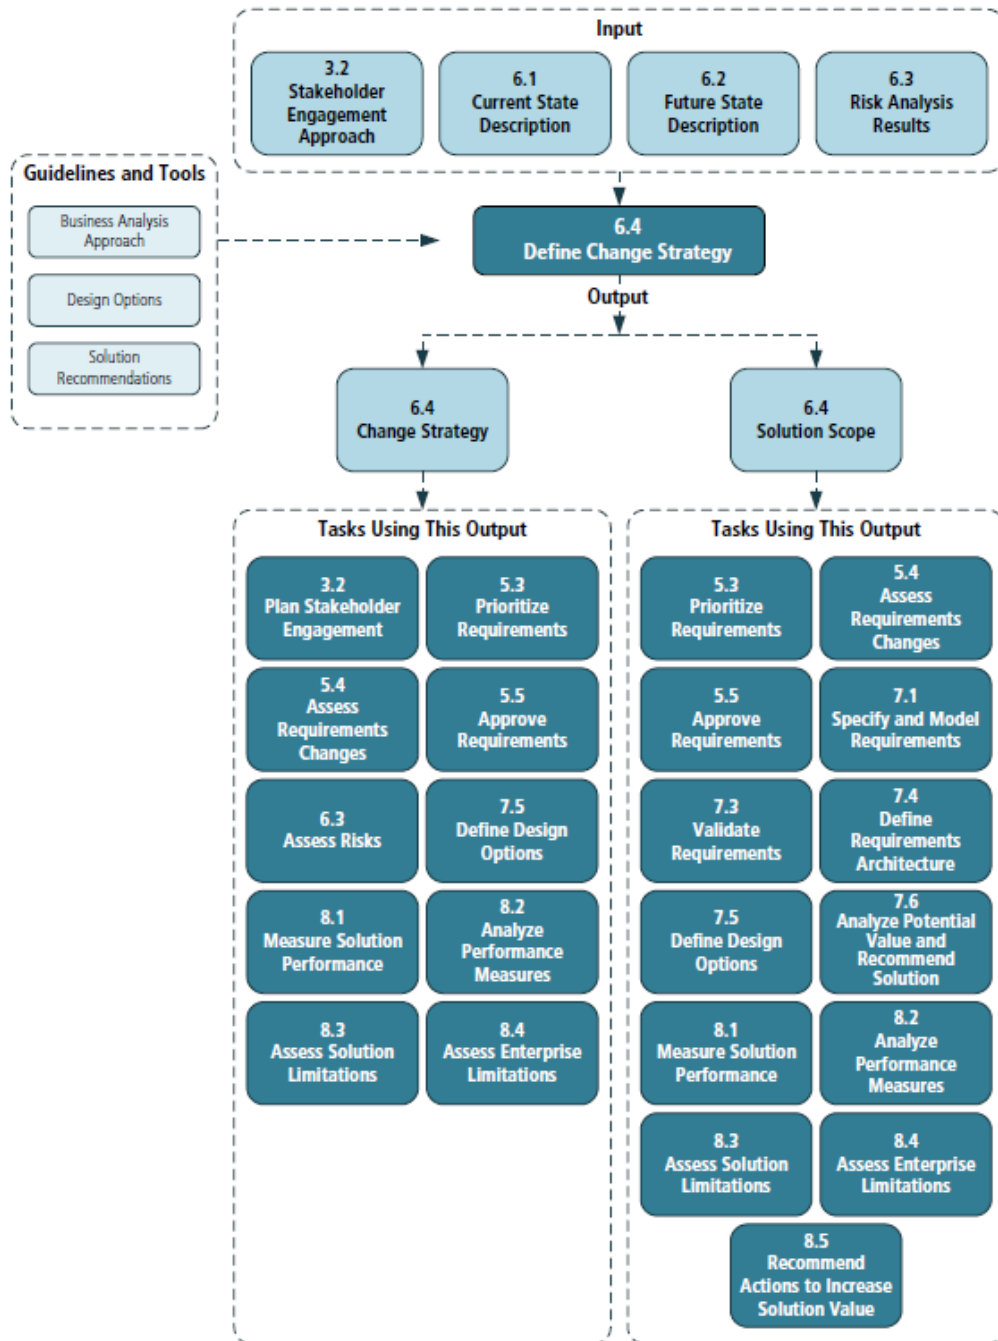 Input
3.2
Stakeholder
Engagement
Approach
6.1
Current State
Description
6.2
Future State
Description
6.3
Risk Analysis
Results
Guidelines and Tools
Business Analysis
Approach
Design Options
Solution
Recommendations
6.4
Define Change Strategy
Output
6.4
Change Strategy
6.4
Solution Scope
Tasks Using This Output
3.2
Plan Stakeholder
Engagement
5.3
Prioritize
Requirements
5.4
Assess
Requirements
Changes
5.5
Approve
Requirements
6.3
Assess Risks
7.5
Define Design
Options
8.1
Measure Solution
Performance
8.2
Analyze
Performance
Measures
8.3
Assess Solution
Limitations
8.4
Assess Enterprise
Limitations
Tasks Using This Output
5.3
Prioritize
Requirements
5.4
Assess
Requirements
Changes
5.5
Approve
Requirements
7.1
Specify and Model
Requirements
7.3
Validate
Requirements
7.4
Define
Requirements
Architecture
7.5
Define Design
Options
7.6
Analyze Potential
Value and
Recommend
Solution
8.1
Measure Solution
Performance
8.2
Analyze
Performance
Measures
8.3
Assess Solution
Limitations
8.4
Assess Enterprise
Limitations
8.5
Recommend
Actions to Increase
Solution Value